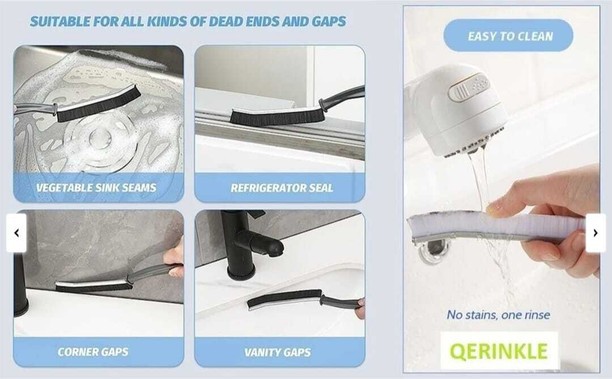 SUITABLE FOR ALL KINDS OF DEAD ENDS AND GAPS
VEGETABLE SINK SEAMS
REFRIGERATOR SEAL
CORNER GAPS
VANITY GAPS
EASY TO CLEAN
No stains, one rinse
QERINKLE